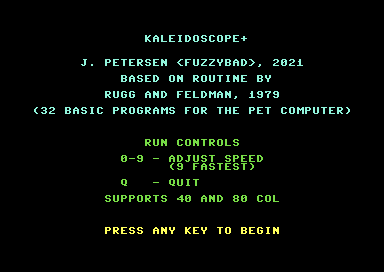 KALEIDOSCOPE+
J. PETERSEN <FUZZYBAD>, 2021
BASED ON ROUTINE BY
RUGG AND FELDMAN, 1979
(32 BASIC PROGRAMS FOR THE PET COMPUTER)
RUN CONTROLS
0-9 - ADJUST SPEED
(9 FASTEST)
Q - QUIT
SUPPORTS 40 AND 80 COL
PRESS ANY KEY TO BEGIN